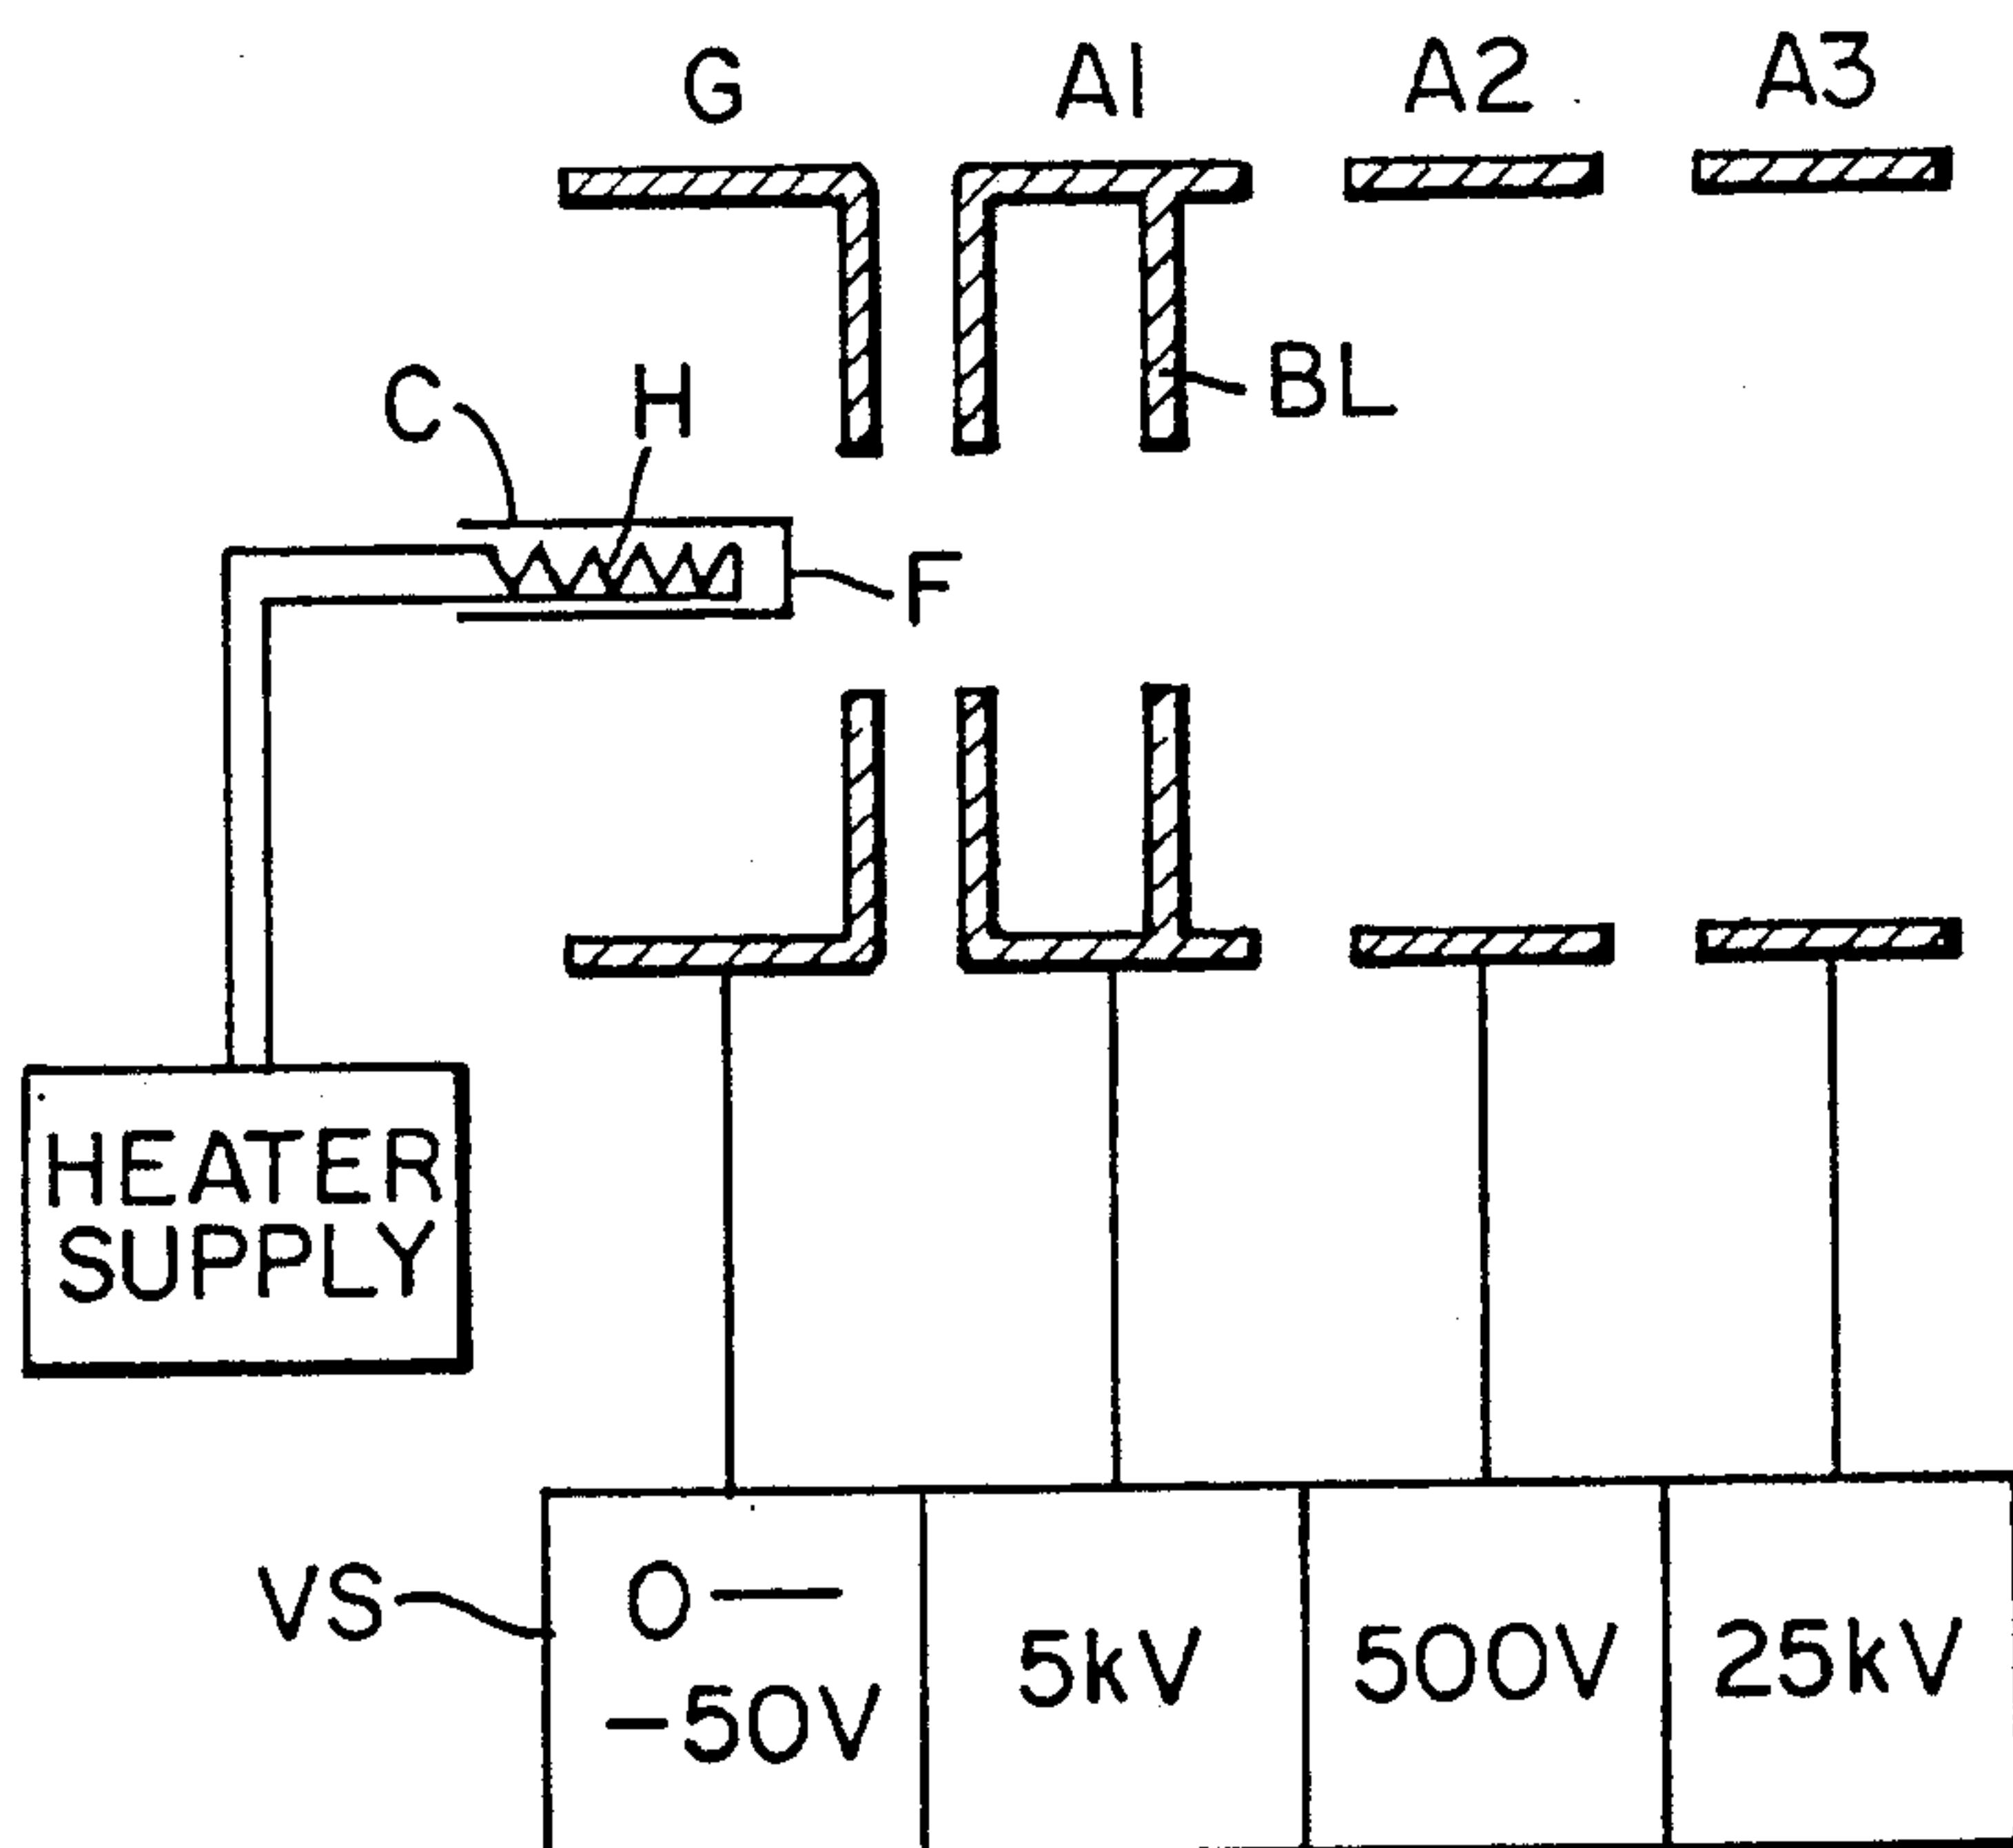 G A1 A2 A3
BL
C H
F
HEATER
SUPPLY
VS
0—
-50V
5kV
500V
25kV